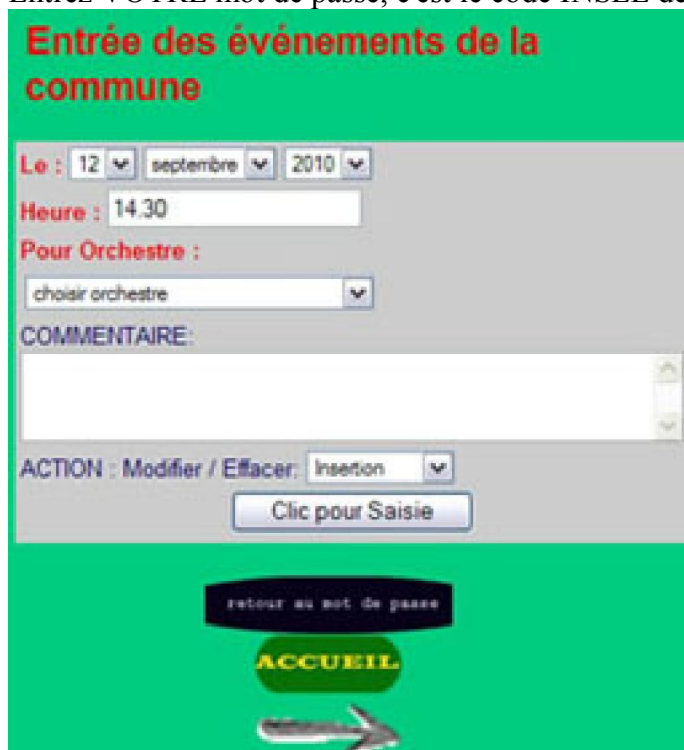 Entrez VOTRE mot de passe, c'est le code INSEE de
Entrée des événements de la
commune
Le : 12 septembre 2010
Heure : 14.30
Pour Orchestre :
choisir orchestre
COMMENTAIRE:
ACTION : Modifier / Effacer: Insertion
Clic pour Saisie
retour au mot de passe
ACCUEIL